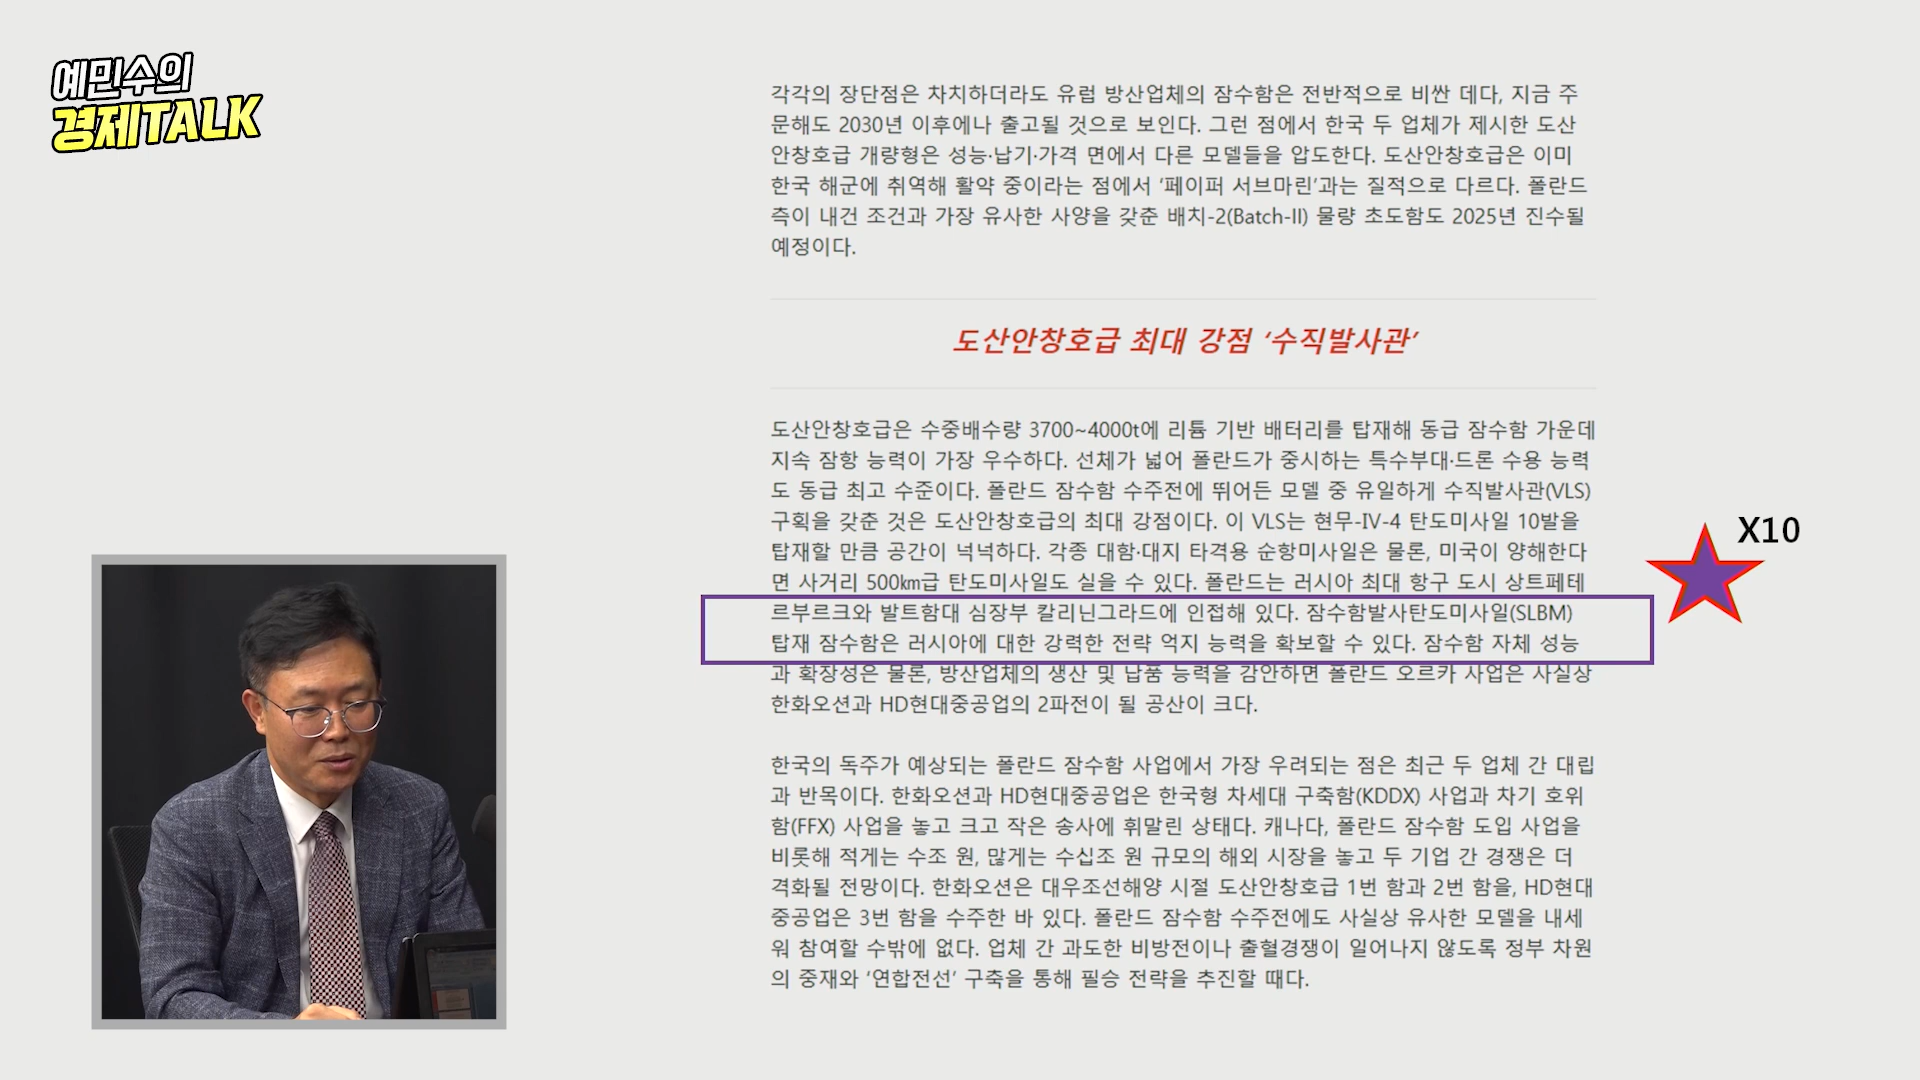 예민수의
경제TALK
각각의 장단점은 차치하더라도 유럽 방산업체의 잠수함은 전반적으로 비싼 데다, 지금 주
문해도 2030년 이후에나 출고될 것으로 보인다. 그런 점에서 한국 두 업체가 제시한 도산
안창호급 개량형은 성능·납기·가격 면에서 다른 모델들을 압도한다. 도산안창호급은 이미
한국 해군에 취역해 활약 중이라는 점에서 ‘페이퍼 서브마린’과는 질적으로 다르다. 폴란드
측이 내건 조건과 가장 유사한 사양을 갖춘 배치-2(Batch-II) 물량 초도함도 2025년 진수될
예정이다.
도산안창호급 최대 강점 ‘수직발사관’
도산안창호급은 수중배수량 3700~4000t에 리튬 기반 배터리를 탑재해 동급 잠수함 가운데
지속 잠항 능력이 가장 우수하다. 선체가 넓어 폴란드가 중시하는 특수부대·드론 수용 능력
도 동급 최고 수준이다. 폴란드 잠수함 수주전에 뛰어든 모델 중 유일하게 수직발사관(VLS)
구획을 갖춘 것은 도산안창호급의 최대 강점이다. 이 VLS는 현무-IV-4 탄도미사일 10발을
탑재할 만큼 공간이 넉넉하다. 각종 대함·대지 타격용 순항미사일은 물론, 미국이 양해한다
면 사거리 500㎞급 탄도미사일도 실을 수 있다. 폴란드는 러시아 최대 항구 도시 상트페테
르부르크와 발트함대 심장부 칼리닌그라드에 인접해 있다. 잠수함발사탄도미사일(SLBM)
탑재 잠수함은 러시아에 대한 강력한 전략 억지 능력을 확보할 수 있다. 잠수함 자체 성능
과 확장성은 물론, 방산업체의 생산 및 납품 능력을 감안하면 폴란드 오르카 사업은 사실상
한화오션과 HD현대중공업의 2파전이 될 공산이 크다.
X10
한국의 독주가 예상되는 폴란드 잠수함 사업에서 가장 우려되는 점은 최근 두 업체 간 대립
과 반목이다. 한화오션과 HD현대중공업은 한국형 차세대 구축함(KDDX) 사업과 차기 호위
함(FFX) 사업을 놓고 크고 작은 송사에 휘말린 상태다. 캐나다, 폴란드 잠수함 도입 사업을
비롯해 적게는 수조 원, 많게는 수십조 원 규모의 해외 시장을 놓고 두 기업 간 경쟁은 더
격화될 전망이다. 한화오션은 대우조선해양 시절 도산안창호급 1번 함과 2번 함을, HD현대
중공업은 3번 함을 수주한 바 있다. 폴란드 잠수함 수주전에도 사실상 유사한 모델을 내세
워 참여할 수밖에 없다. 업체 간 과도한 비방전이나 출혈경쟁이 일어나지 않도록 정부 차원
의 중재와 ‘연합전선’ 구축을 통해 필승 전략을 추진할 때다.